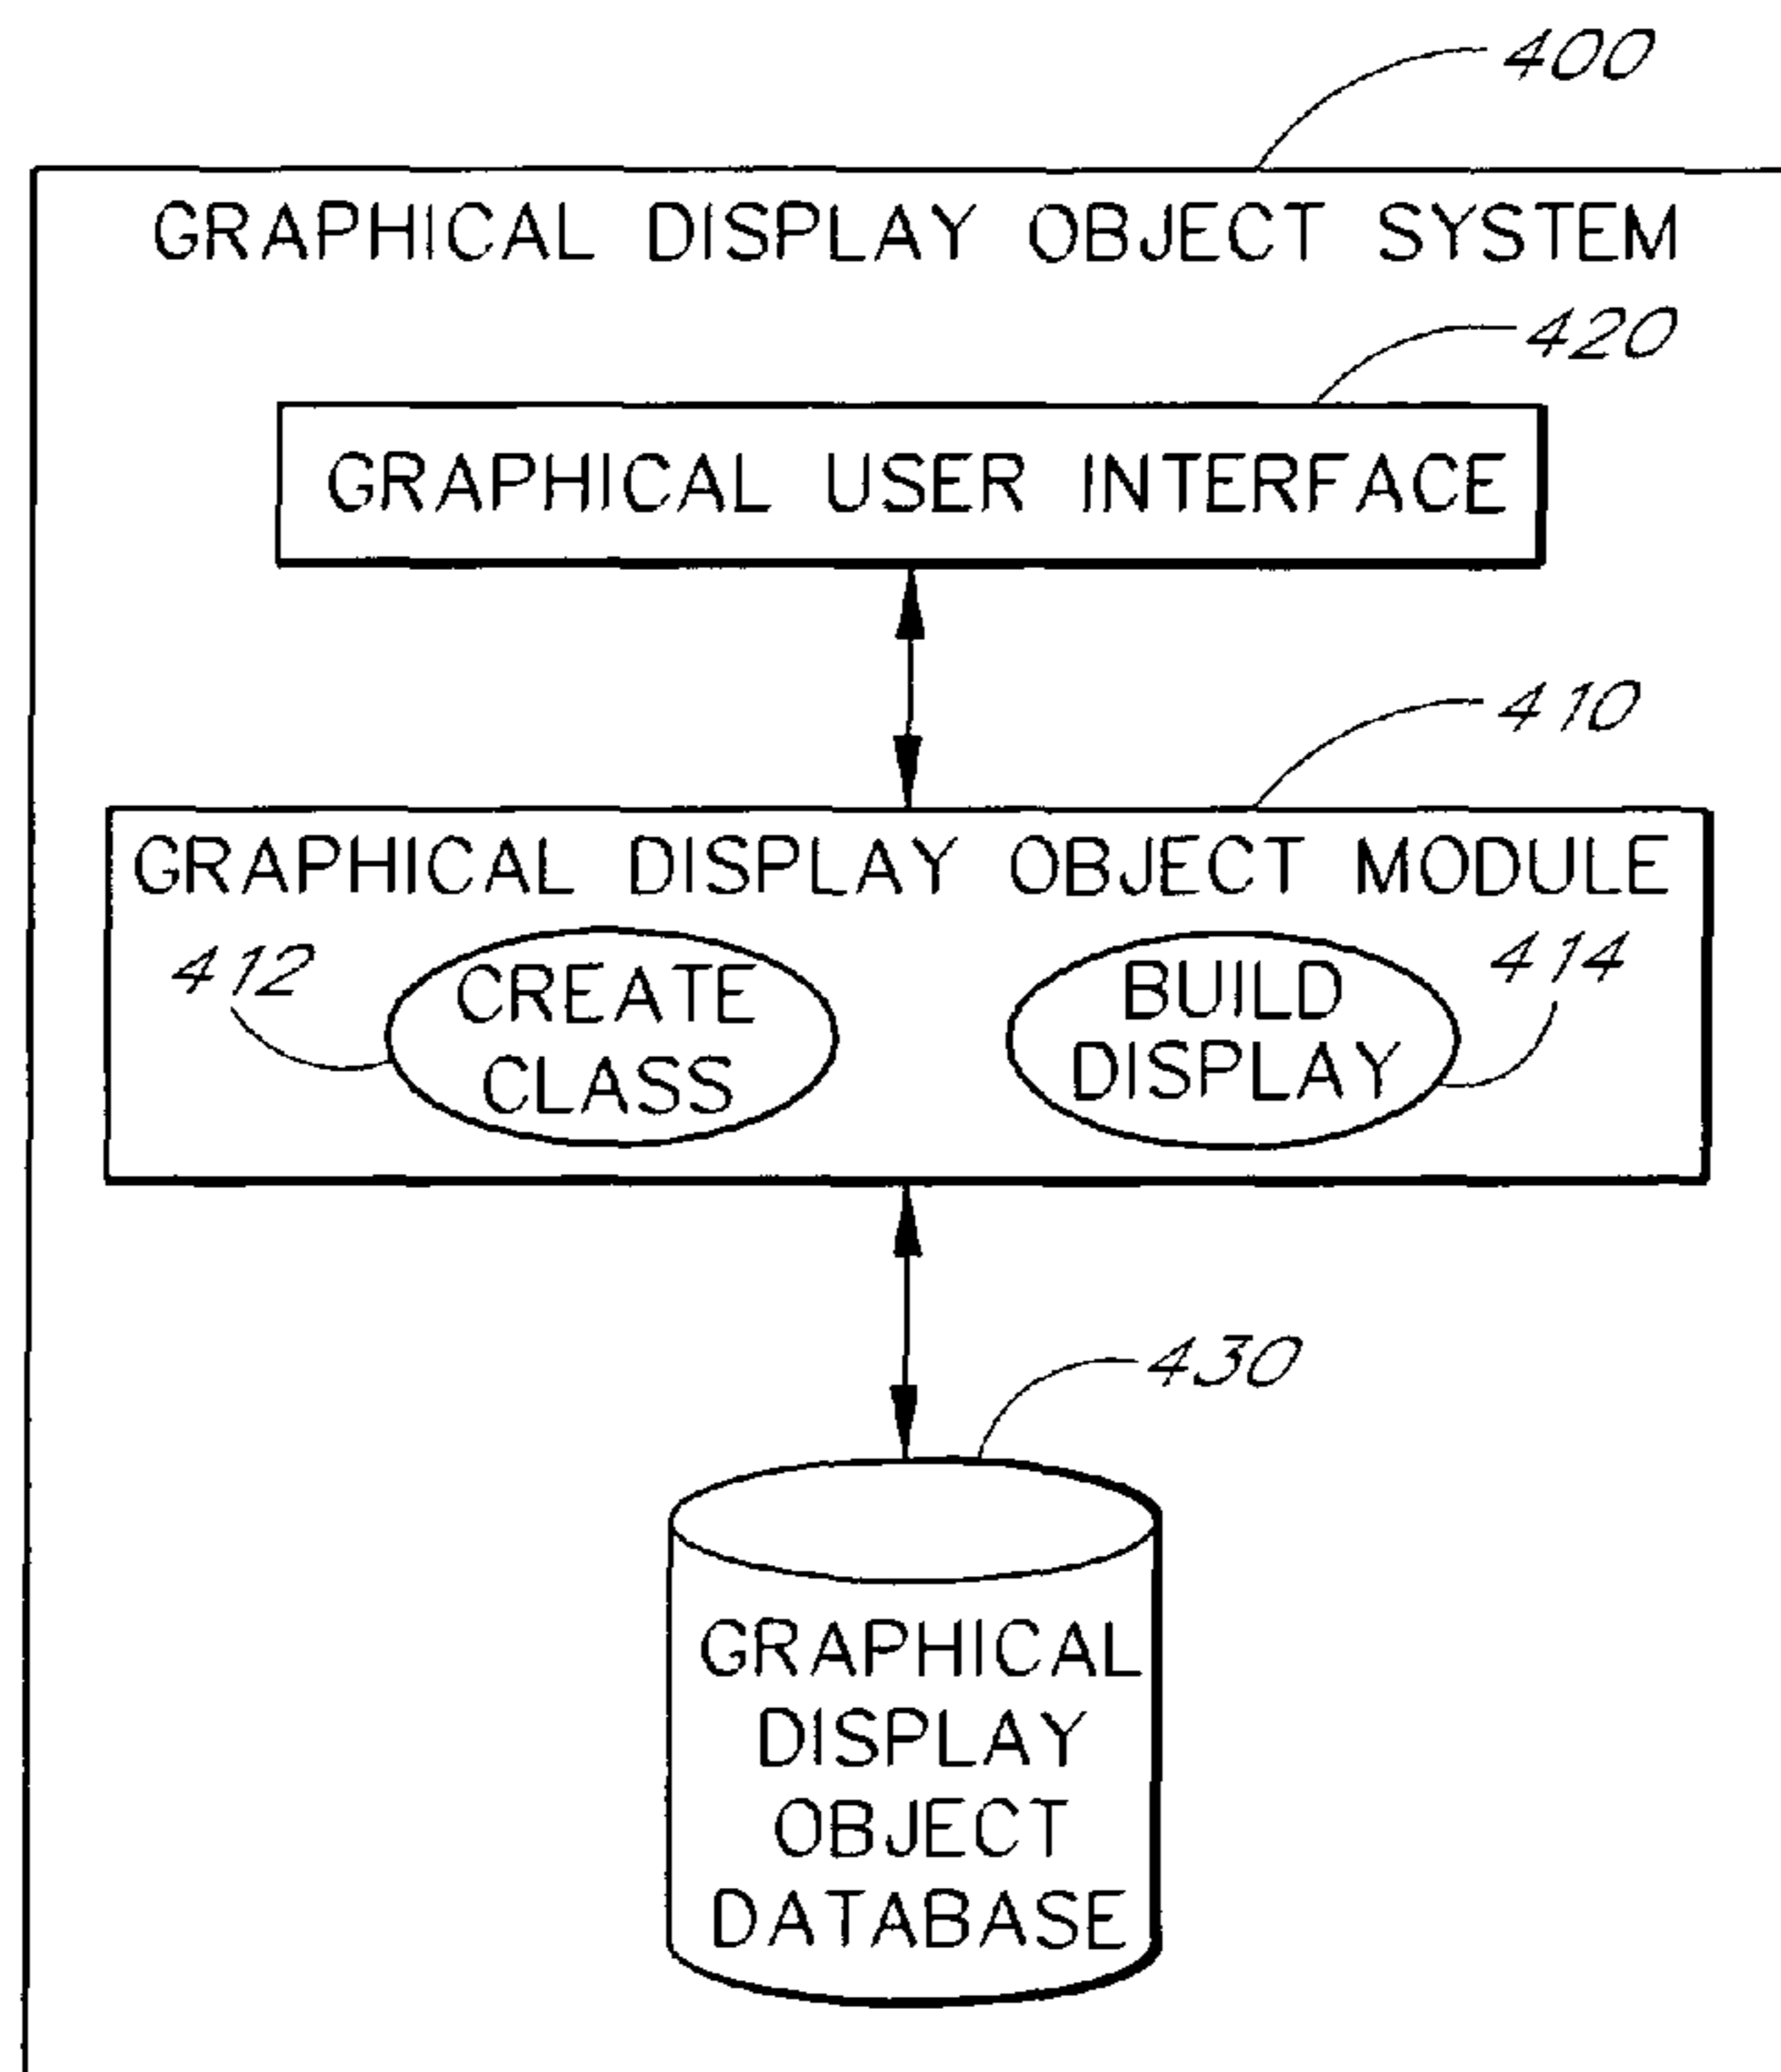 400
GRAPHICAL DISPLAY OBJECT SYSTEM
420
GRAPHICAL USER INTERFACE
410
GRAPHICAL DISPLAY OBJECT MODULE
412
CREATE
CLASS
BUILD
DISPLAY
414
430
GRAPHICAL
DISPLAY
OBJECT
DATABASE